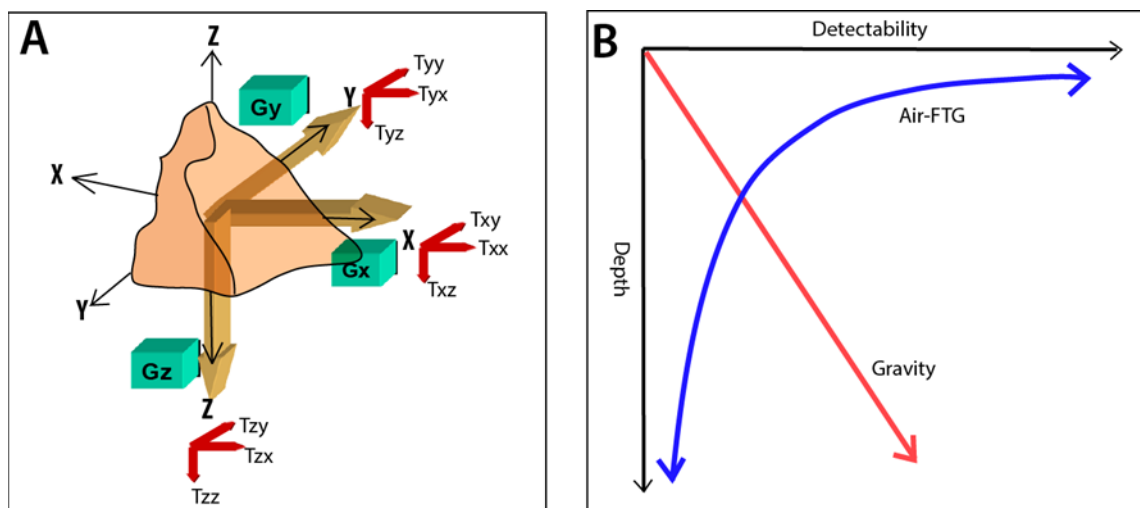 A
Z
Tyy
Tyx
Tyz
Gy
Y
X
Txy
Txx
Txz
X
Gx
Y
Gz
Z
Tzy
Tzx
Tzz
B
Detectability
Air-FTG
Depth
Gravity